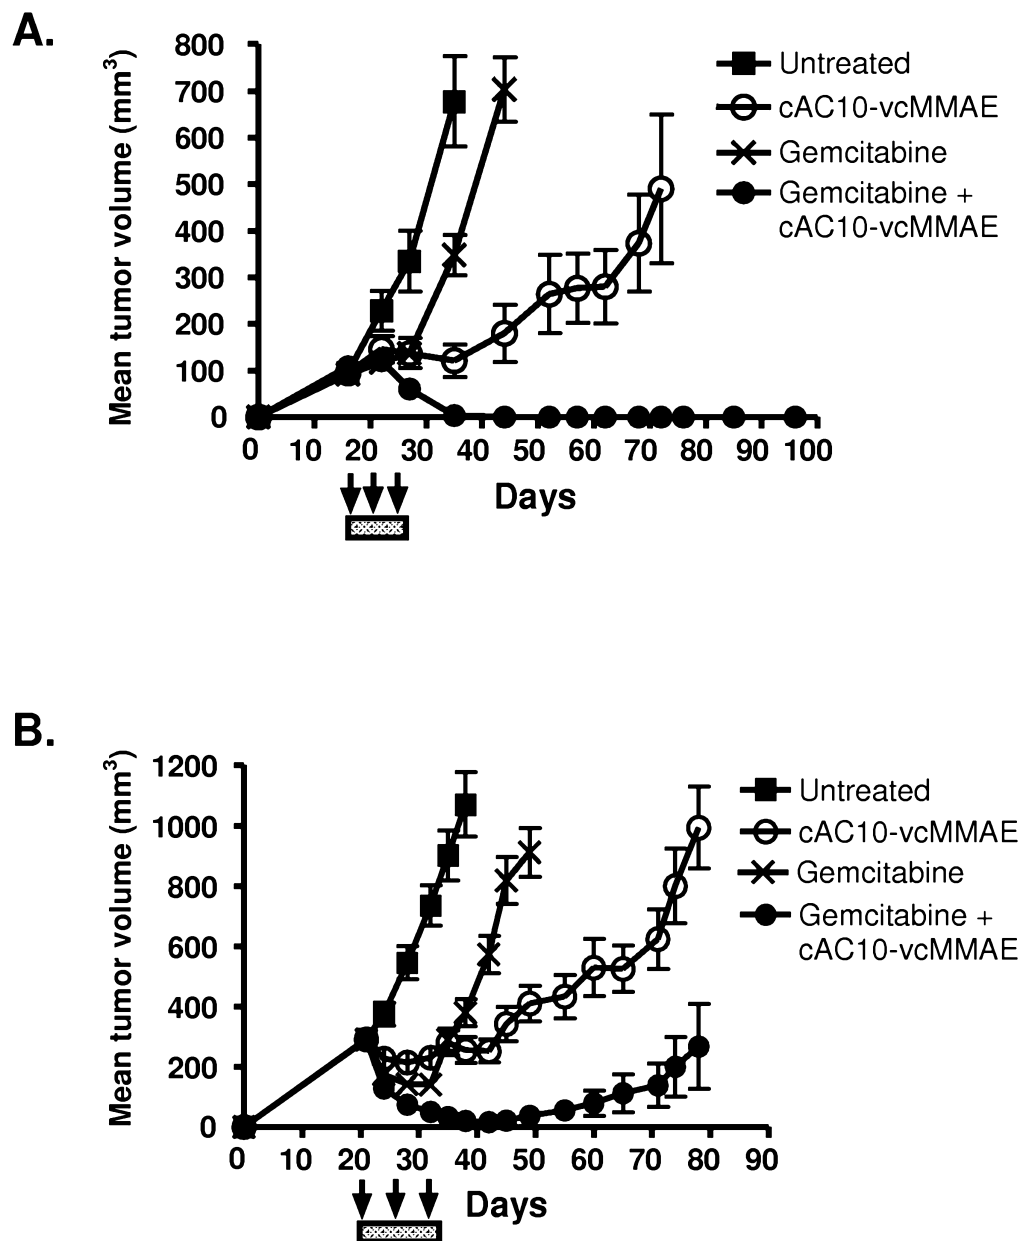 A.
Mean tumor volume (mm³)
800
700
600
500
400
300
200
100
0
0 10 20 30 40 50 60 70 80 90 100
Days
Untreated
cAC10-vcMMAE
Gemcitabine
Gemcitabine +
cAC10-vcMMAE
B.
Mean tumor volume (mm³)
1200
1000
800
600
400
200
0
0 10 20 30 40 50 60 70 80 90
Days
Untreated
cAC10-vcMMAE
Gemcitabine
Gemcitabine +
cAC10-vcMMAE